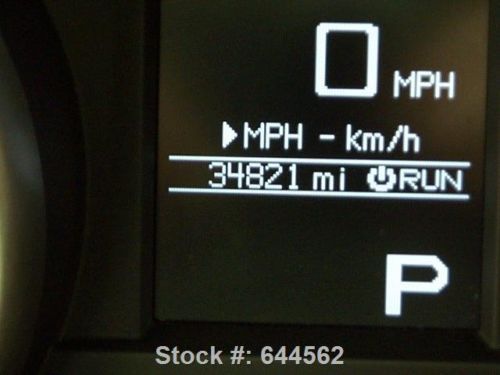 0 MPH
▶MPH - km/h
34821 mi ⏻RUN
P
Stock #: 644562